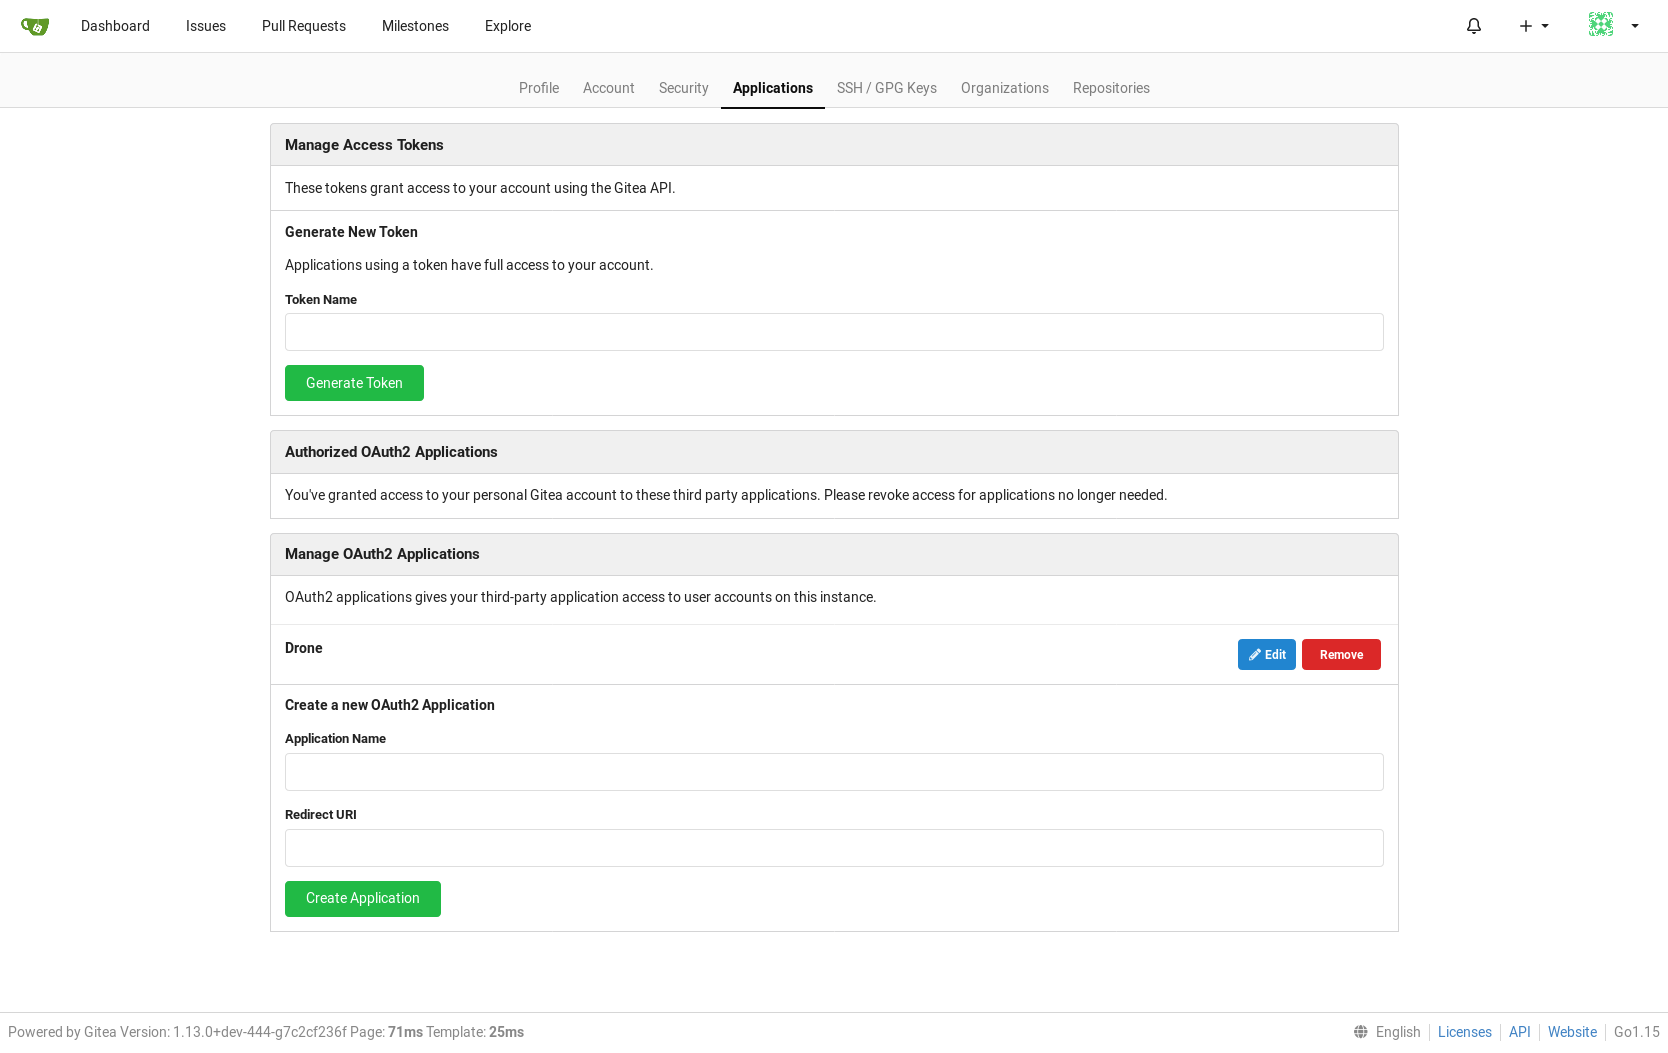 Dashboard Issues Pull Requests Milestones Explore
Profile Account Security Applications SSH / GPG Keys Organizations Repositories
Manage Access Tokens
These tokens grant access to your account using the Gitea API.
Generate New Token
Applications using a token have full access to your account.
Token Name
Generate Token
Authorized OAuth2 Applications
You've granted access to your personal Gitea account to these third party applications. Please revoke access for applications no longer needed.
Manage OAuth2 Applications
OAuth2 applications gives your third-party application access to user accounts on this instance.
Drone Edit Remove
Create a new OAuth2 Application
Application Name
Redirect URI
Create Application
Powered by Gitea Version: 1.13.0+dev-444-g7c2cf236f Page: 71ms Template: 25ms English Licenses API Website Go1.15